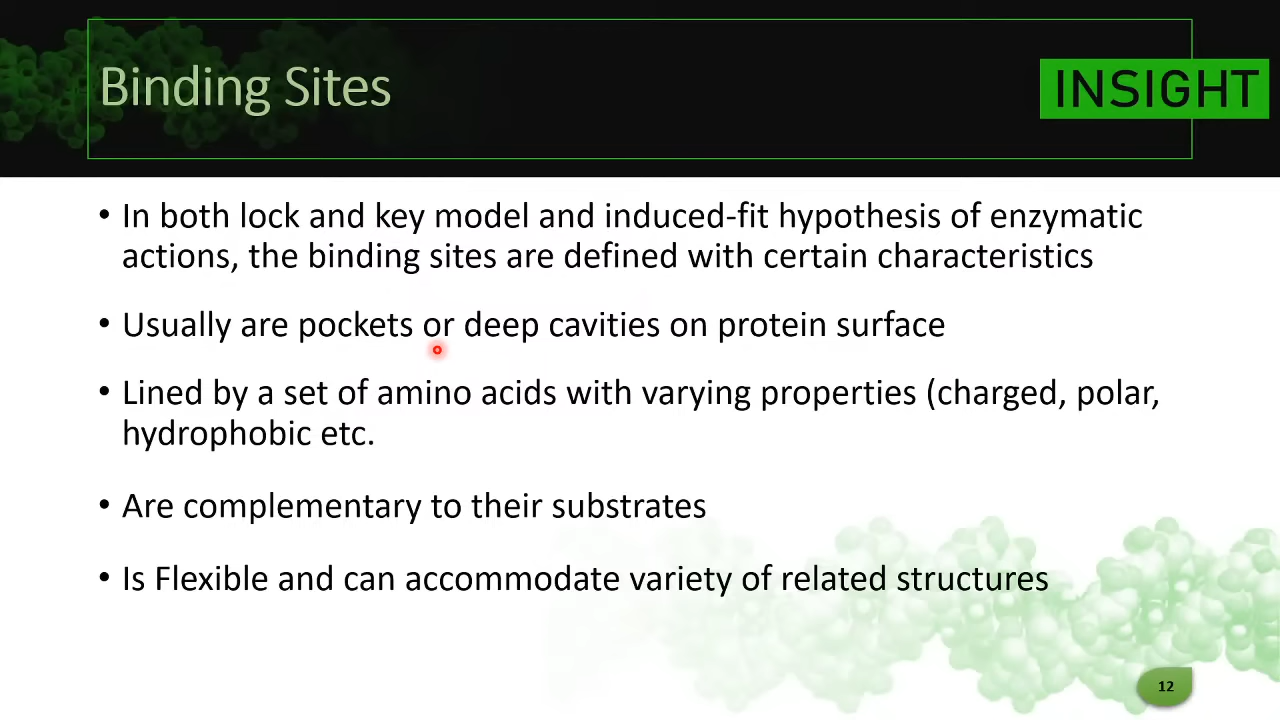 Binding Sites
INSIGHT
• In both lock and key model and induced-fit hypothesis of enzymatic
actions, the binding sites are defined with certain characteristics
• Usually are pockets or deep cavities on protein surface
• Lined by a set of amino acids with varying properties (charged, polar,
hydrophobic etc.
• Are complementary to their substrates
• Is Flexible and can accommodate variety of related structures
12